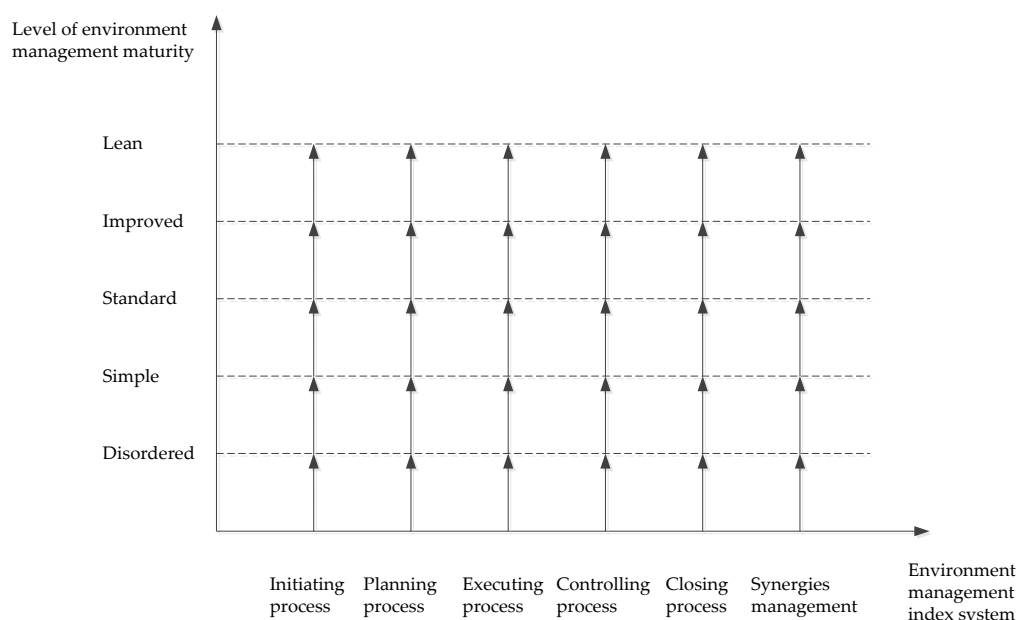 Level of environment
management maturity
Lean
Improved
Standard
Simple
Disordered
Initiating
process
Planning
process
Executing
process
Controlling
process
Closing
process
Synergies
management
Environment
management
index system